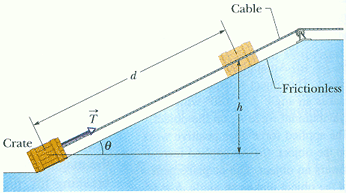 Cable
d
Frictionless
h
T
Crate
θ